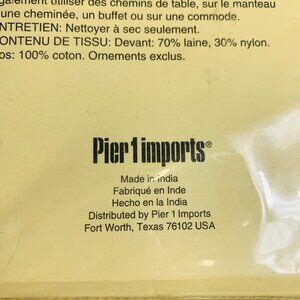 également utiliser des chemins de table, sur le manteau
une cheminée, un buffet ou sur une commode.
ENTRETIEN: Nettoyer à sec seulement.
CONTENU DE TISSU: Devant: 70% laine, 30% nylon.
os: 100% coton. Ornements exclus.
Pier 1 imports®
Made in India
Fabriqué en Inde
Hecho en la India
Distributed by Pier 1 Imports
Fort Worth, Texas 76102 USA